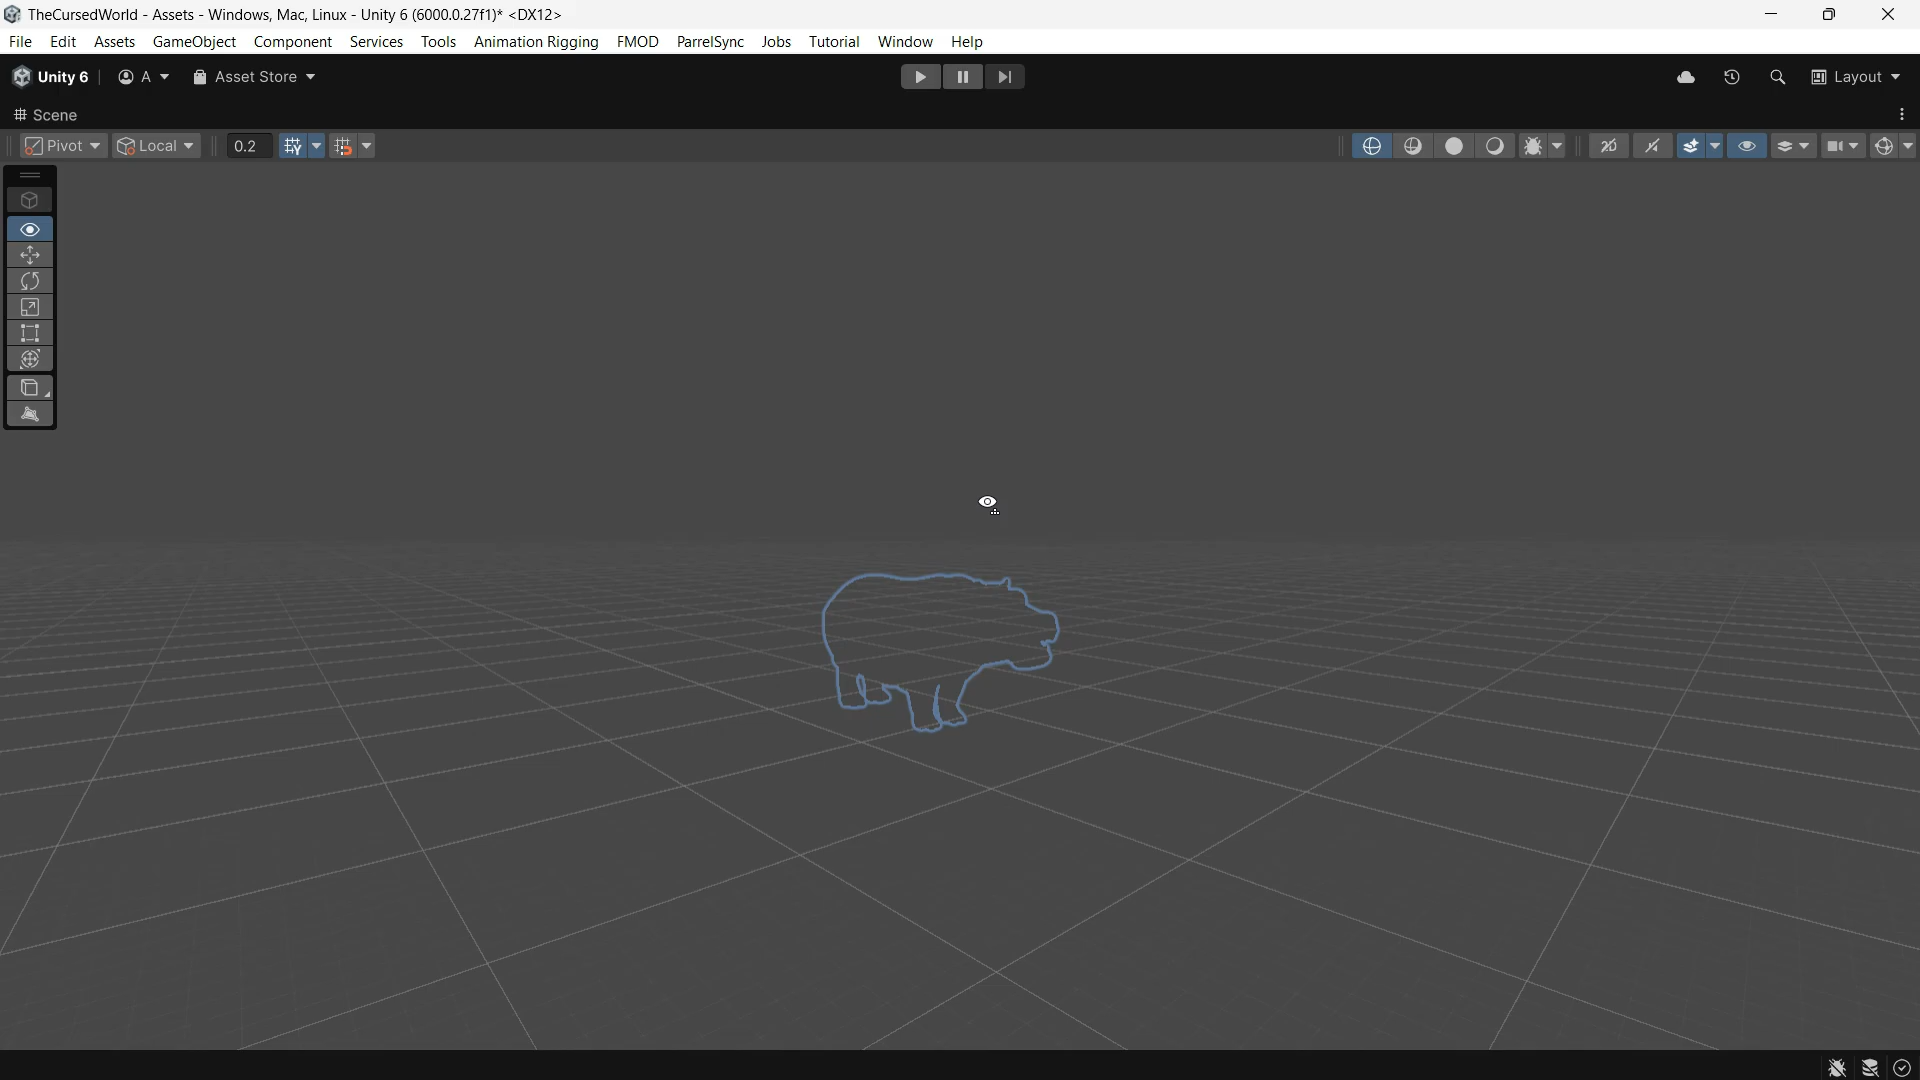 TheCursedWorld - Assets - Windows, Mac, Linux - Unity 6 (6000.0.27f1)* <DX12>
File Edit Assets GameObject Component Services Tools Animation Rigging FMOD ParrelSync Jobs Tutorial Window Help
Unity 6 A Asset Store Layout
Scene
Pivot Local 0.2 2D